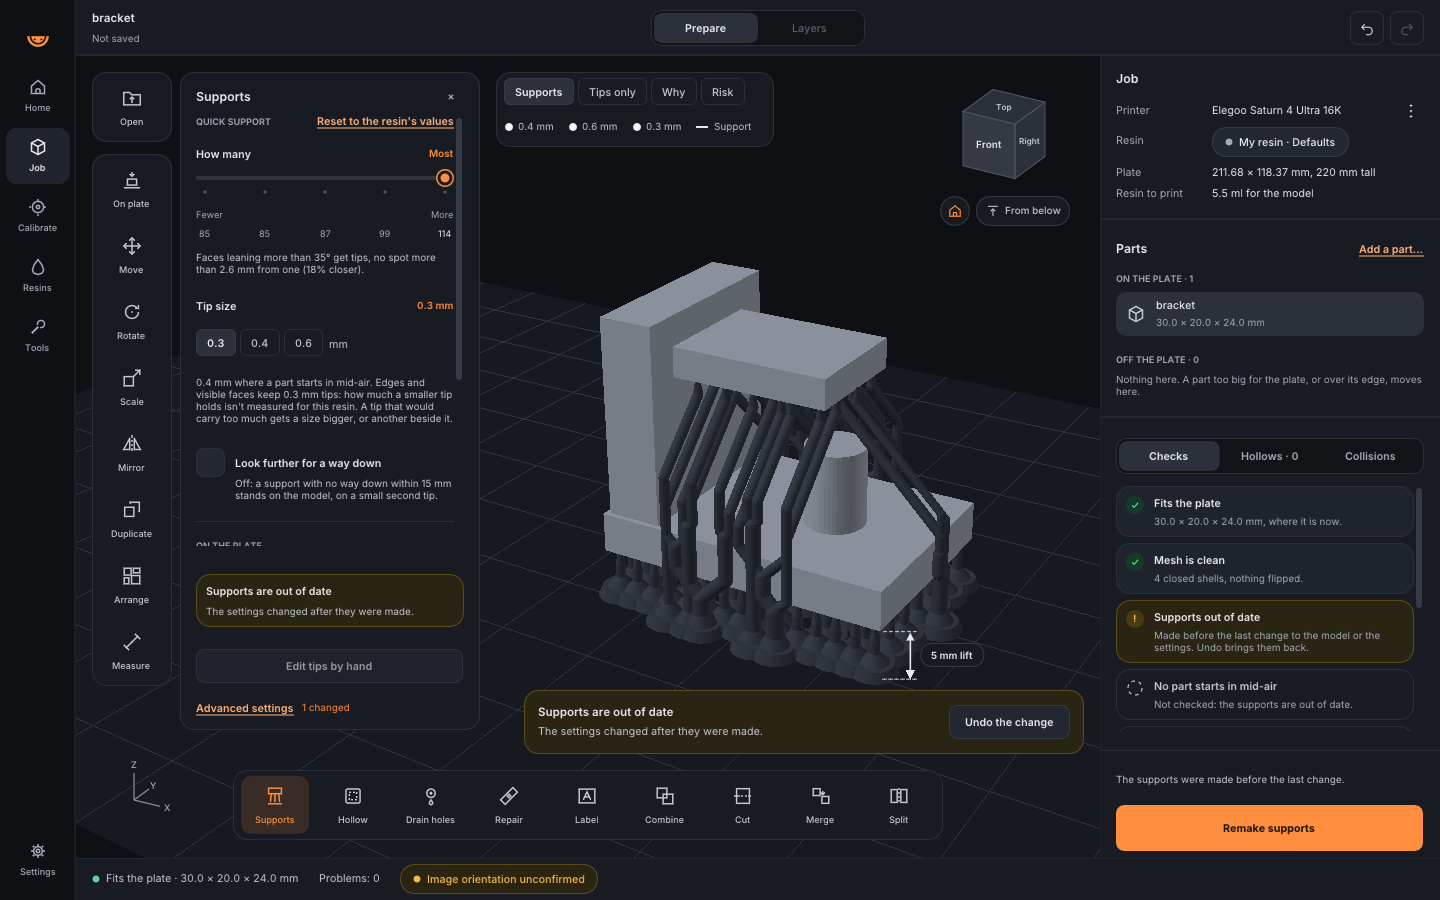 bracket
Not saved
Prepare
Layers
Home
Job
Calibrate
Resins
Tools
Settings
Open
On plate
Move
Rotate
Scale
Mirror
Duplicate
Arrange
Measure
Supports
×
QUICK SUPPORT
Reset to the resin's values
How many
Most
Fewer
More
85 85 87 99 114
Faces leaning more than 35° get tips, no spot more
than 2.6 mm from one (18% closer).
Tip size
0.3 mm
0.3 0.4 0.6 mm
0.4 mm where a part starts in mid-air. Edges and
visible faces keep 0.3 mm tips: how much a smaller tip
holds isn't measured for this resin. A tip that would
carry too much gets a size bigger, or another beside it.
Look further for a way down
Off: a support with no way down within 15 mm
stands on the model, on a small second tip.
ON THE PLATE
Supports are out of date
The settings changed after they were made.
Edit tips by hand
Advanced settings 1 changed
Supports Tips only Why Risk
0.4 mm 0.6 mm 0.3 mm Support
Top
Front
Right
From below
5 mm lift
Supports are out of date
The settings changed after they were made.
Undo the change
Z
Y
X
Supports
Hollow
Drain holes
Repair
Label
Combine
Cut
Merge
Split
Job
Printer Elegoo Saturn 4 Ultra 16K
Resin My resin · Defaults
Plate 211.68 × 118.37 mm, 220 mm tall
Resin to print 5.5 ml for the model
Parts
Add a part...
ON THE PLATE · 1
bracket
30.0 × 20.0 × 24.0 mm
OFF THE PLATE · 0
Nothing here. A part too big for the plate, or over its edge, moves
here.
Checks
Hollows · 0
Collisions
Fits the plate
30.0 × 20.0 × 24.0 mm, where it is now.
Mesh is clean
4 closed shells, nothing flipped.
Supports out of date
Made before the last change to the model or the
settings. Undo brings them back.
No part starts in mid-air
Not checked: the supports are out of date.
The supports were made before the last change.
Remake supports
Fits the plate · 30.0 × 20.0 × 24.0 mm
Problems: 0
Image orientation unconfirmed